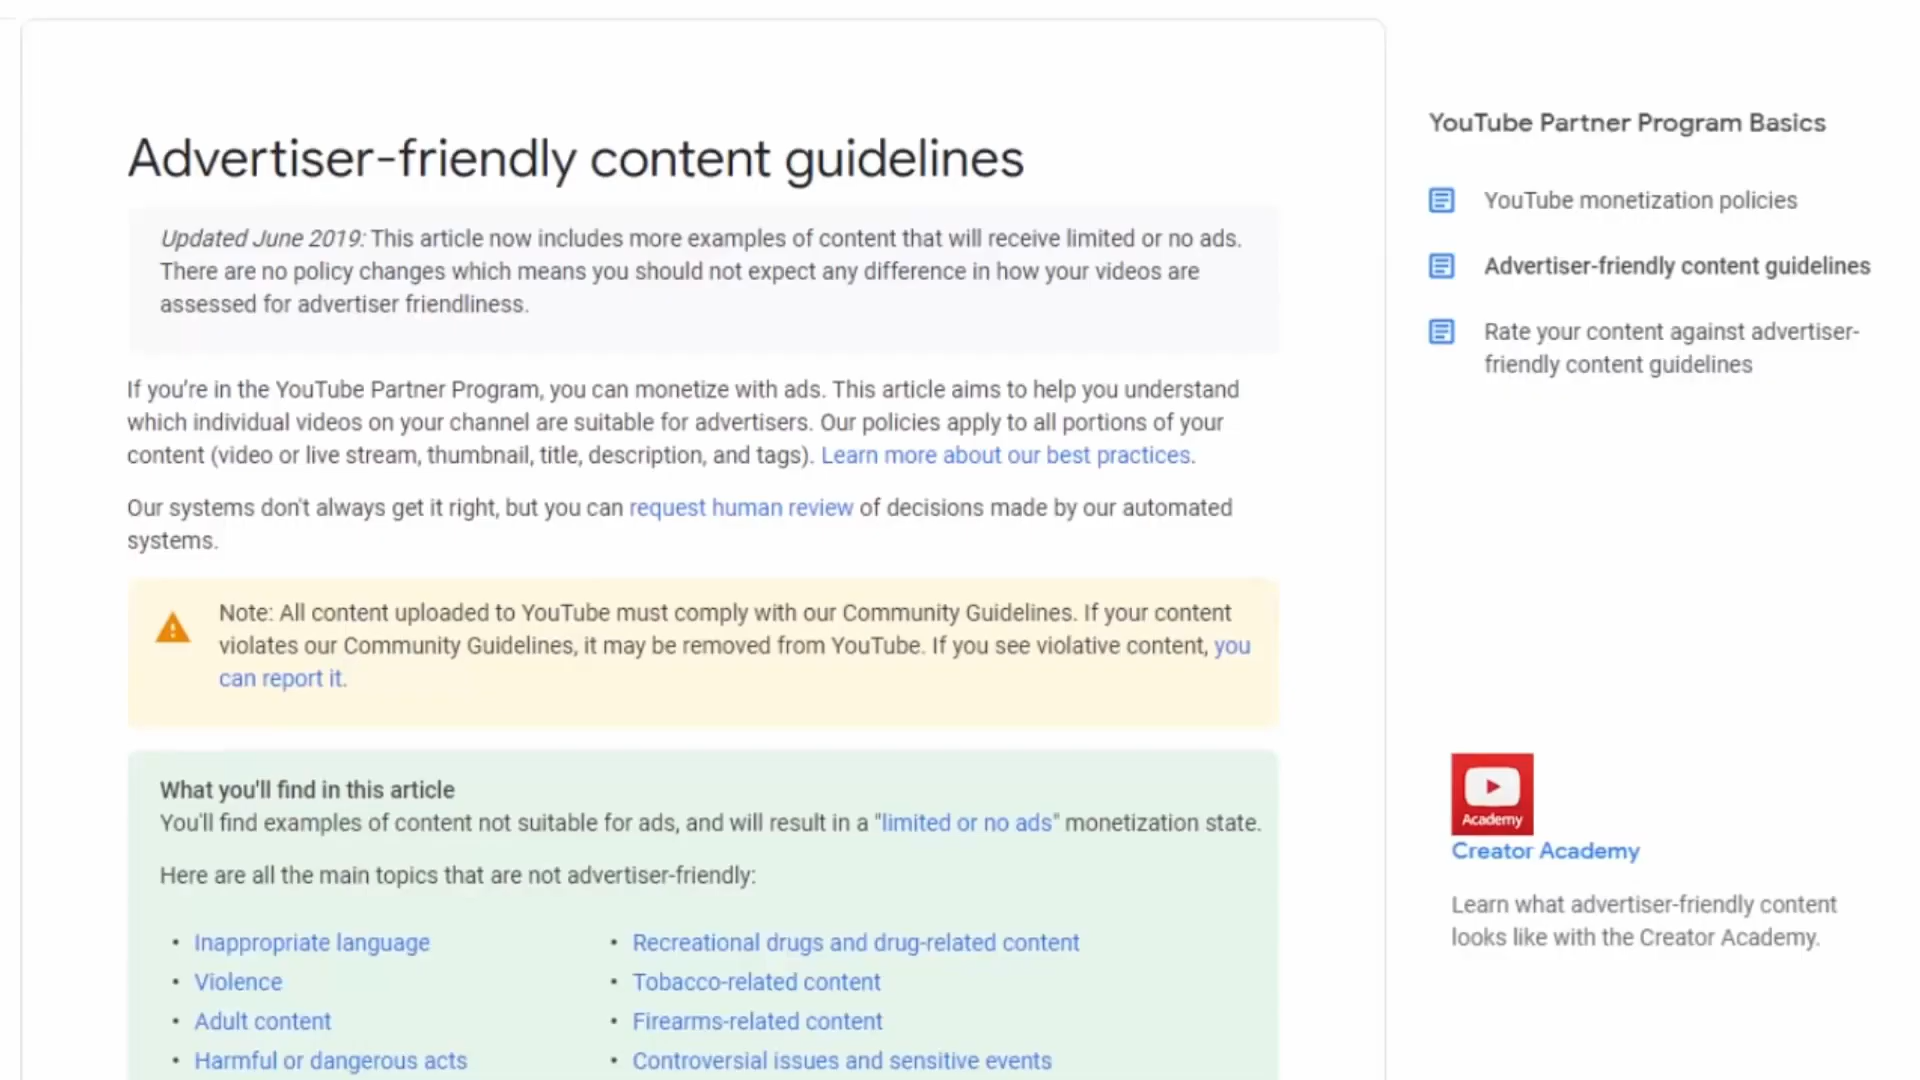 Advertiser-friendly content guidelines
Updated June 2019: This article now includes more examples of content that will receive limited or no ads.
There are no policy changes which means you should not expect any difference in how your videos are
assessed for advertiser friendliness.
If you're in the YouTube Partner Program, you can monetize with ads. This article aims to help you understand
which individual videos on your channel are suitable for advertisers. Our policies apply to all portions of your
content (video or live stream, thumbnail, title, description, and tags). Learn more about our best practices.
Our systems don't always get it right, but you can request human review of decisions made by our automated
systems.
Note: All content uploaded to YouTube must comply with our Community Guidelines. If your content
violates our Community Guidelines, it may be removed from YouTube. If you see violative content, you
can report it.
What you'll find in this article
You'll find examples of content not suitable for ads, and will result in a "limited or no ads" monetization state.
Here are all the main topics that are not advertiser-friendly:
• Inappropriate language
• Violence
• Adult content
• Harmful or dangerous acts
• Recreational drugs and drug-related content
• Tobacco-related content
• Firearms-related content
• Controversial issues and sensitive events
YouTube Partner Program Basics
YouTube monetization policies
Advertiser-friendly content guidelines
Rate your content against advertiser-
friendly content guidelines
Academy
Creator Academy
Learn what advertiser-friendly content
looks like with the Creator Academy.